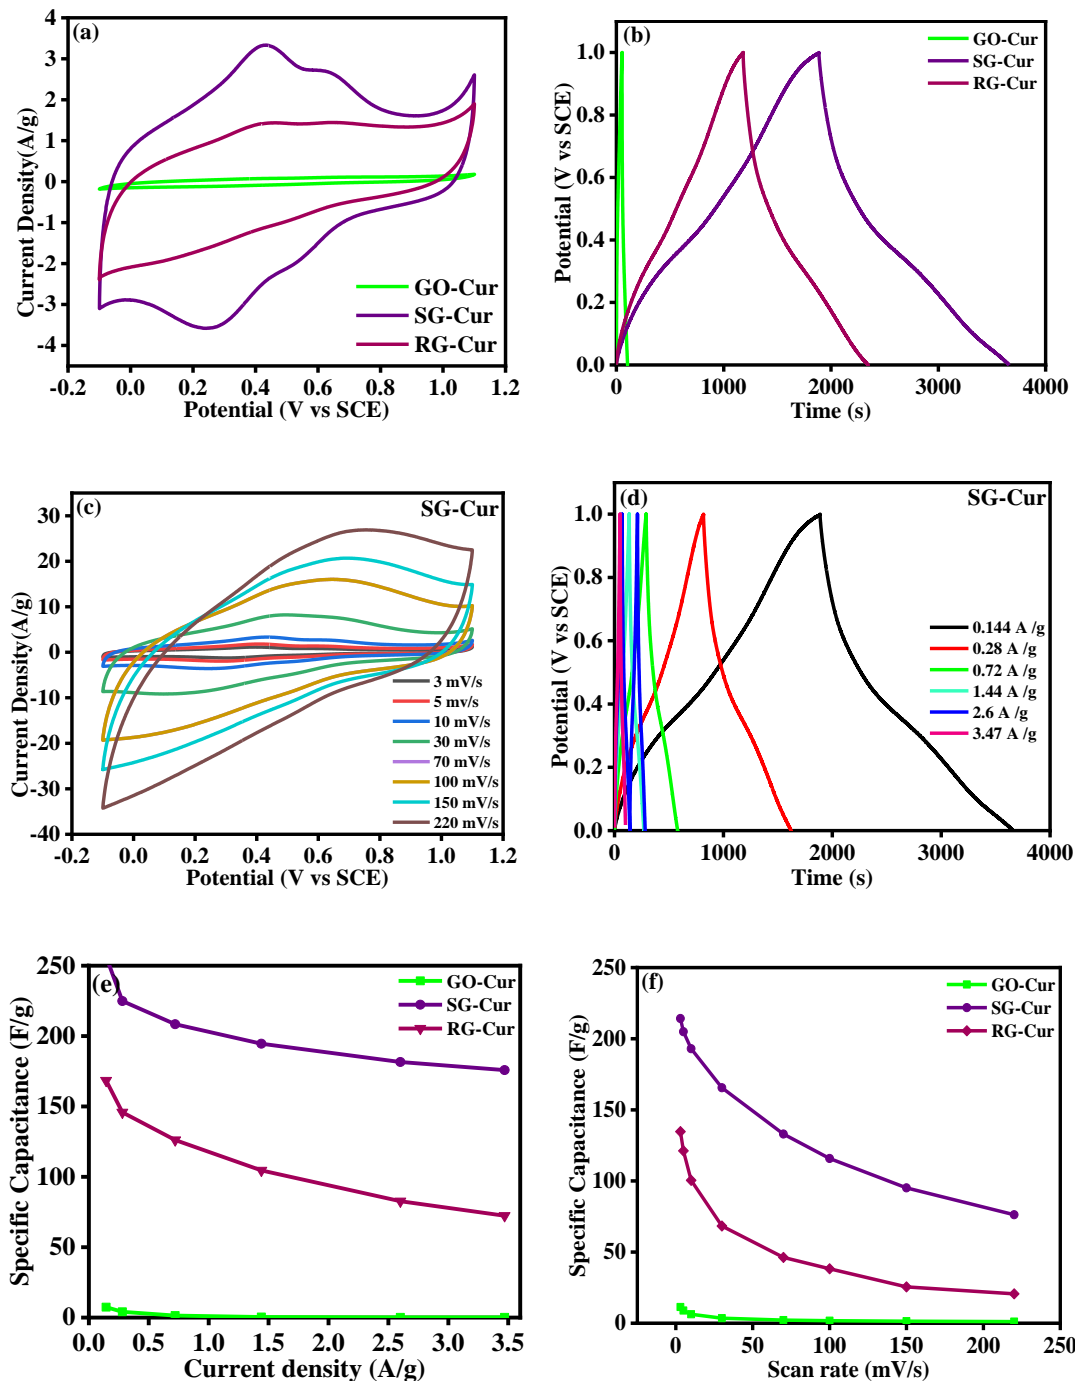 (a)
4
3
2
1
0
-1
-2
-3
-4
Current Density(A/g)
GO-Cur
SG-Cur
RG-Cur
-0.2 0.0 0.2 0.4 0.6 0.8 1.0 1.2
Potential (V vs SCE)
(b)
1.0
0.8
0.6
0.4
0.2
0.0
Potential (V vs SCE)
GO-Cur
SG-Cur
RG-Cur
0 1000 2000 3000 4000
Time (s)
(c)
SG-Cur
30
20
10
0
-10
-20
-30
-40
Current Density(A/g)
3 mV/s
5 mv/s
10 mV/s
30 mV/s
70 mV/s
100 mV/s
150 mV/s
220 mV/s
-0.2 0.0 0.2 0.4 0.6 0.8 1.0 1.2
Potential (V vs SCE)
(d)
SG-Cur
1.0
0.8
0.6
0.4
0.2
0.0
Potential (V vs SCE)
0.144 A /g
0.28 A /g
0.72 A /g
1.44 A /g
2.6 A /g
3.47 A /g
0 1000 2000 3000 4000
Time (s)
(e)
250
200
150
100
50
0
Specific Capacitance (F/g)
GO-Cur
SG-Cur
RG-Cur
0.0 0.5 1.0 1.5 2.0 2.5 3.0 3.5
Current density (A/g)
(f)
250
200
150
100
50
0
Specific Capacitance (F/g)
GO-Cur
SG-Cur
RG-Cur
0 50 100 150 200 250
Scan rate (mV/s)